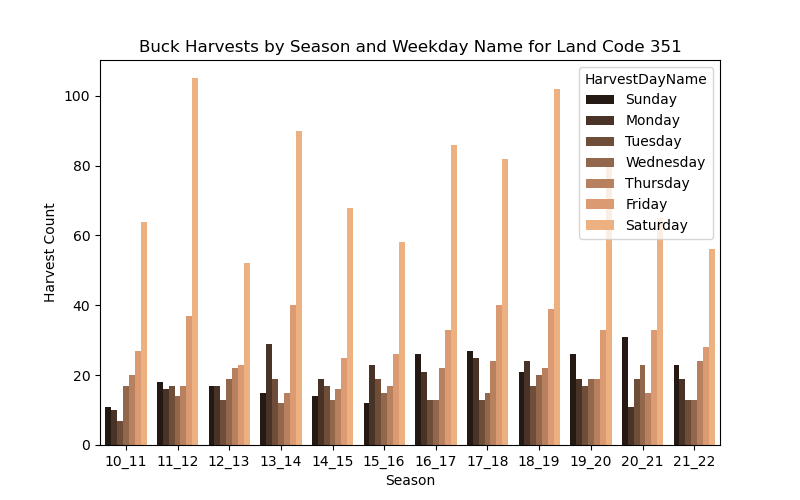 Buck Harvests by Season and Weekday Name for Land Code 351
HarvestDayName
Sunday
Monday
Tuesday
Wednesday
Thursday
Friday
Saturday
Harvest Count
100
80
60
40
20
0
10_11 11_12 12_13 13_14 14_15 15_16 16_17 17_18 18_19 19_20 20_21 21_22
Season